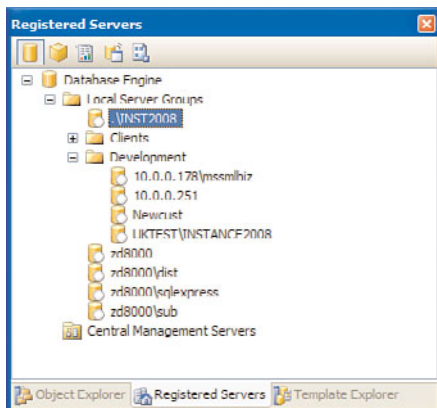 Registered Servers
Database Engine
Local Server Groups
.\INST2008
Clients
Development
10.0.0.178\mssmlbiz
10.0.0.251
Newcust
UKTEST\INSTANCE2008
zd8000
zd8000\dist
zd8000\sqlexpress
zd8000\sub
Central Management Servers
Object Explorer Registered Servers Template Explorer